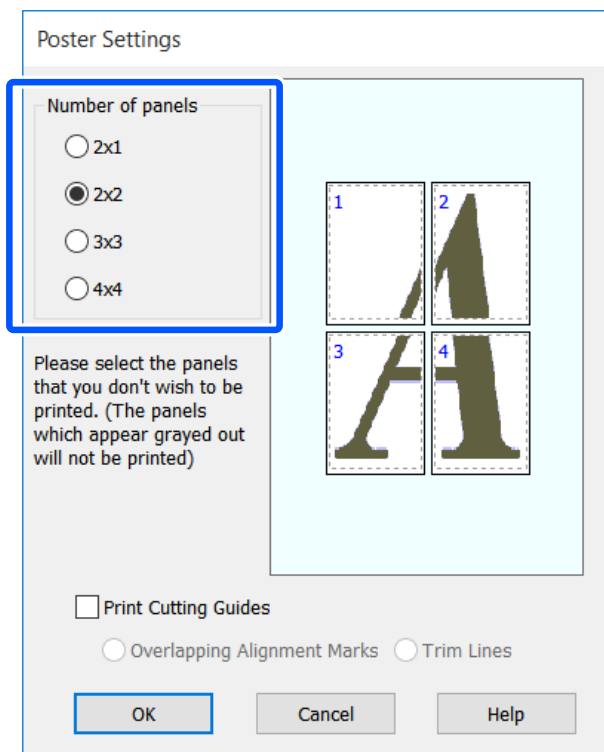 Poster Settings
Number of panels
2x1
2x2
3x3
4x4
1
2
3
4
Please select the panels
that you don't wish to be
printed. (The panels
which appear grayed out
will not be printed)
Print Cutting Guides
Overlapping Alignment Marks
Trim Lines
OK
Cancel
Help